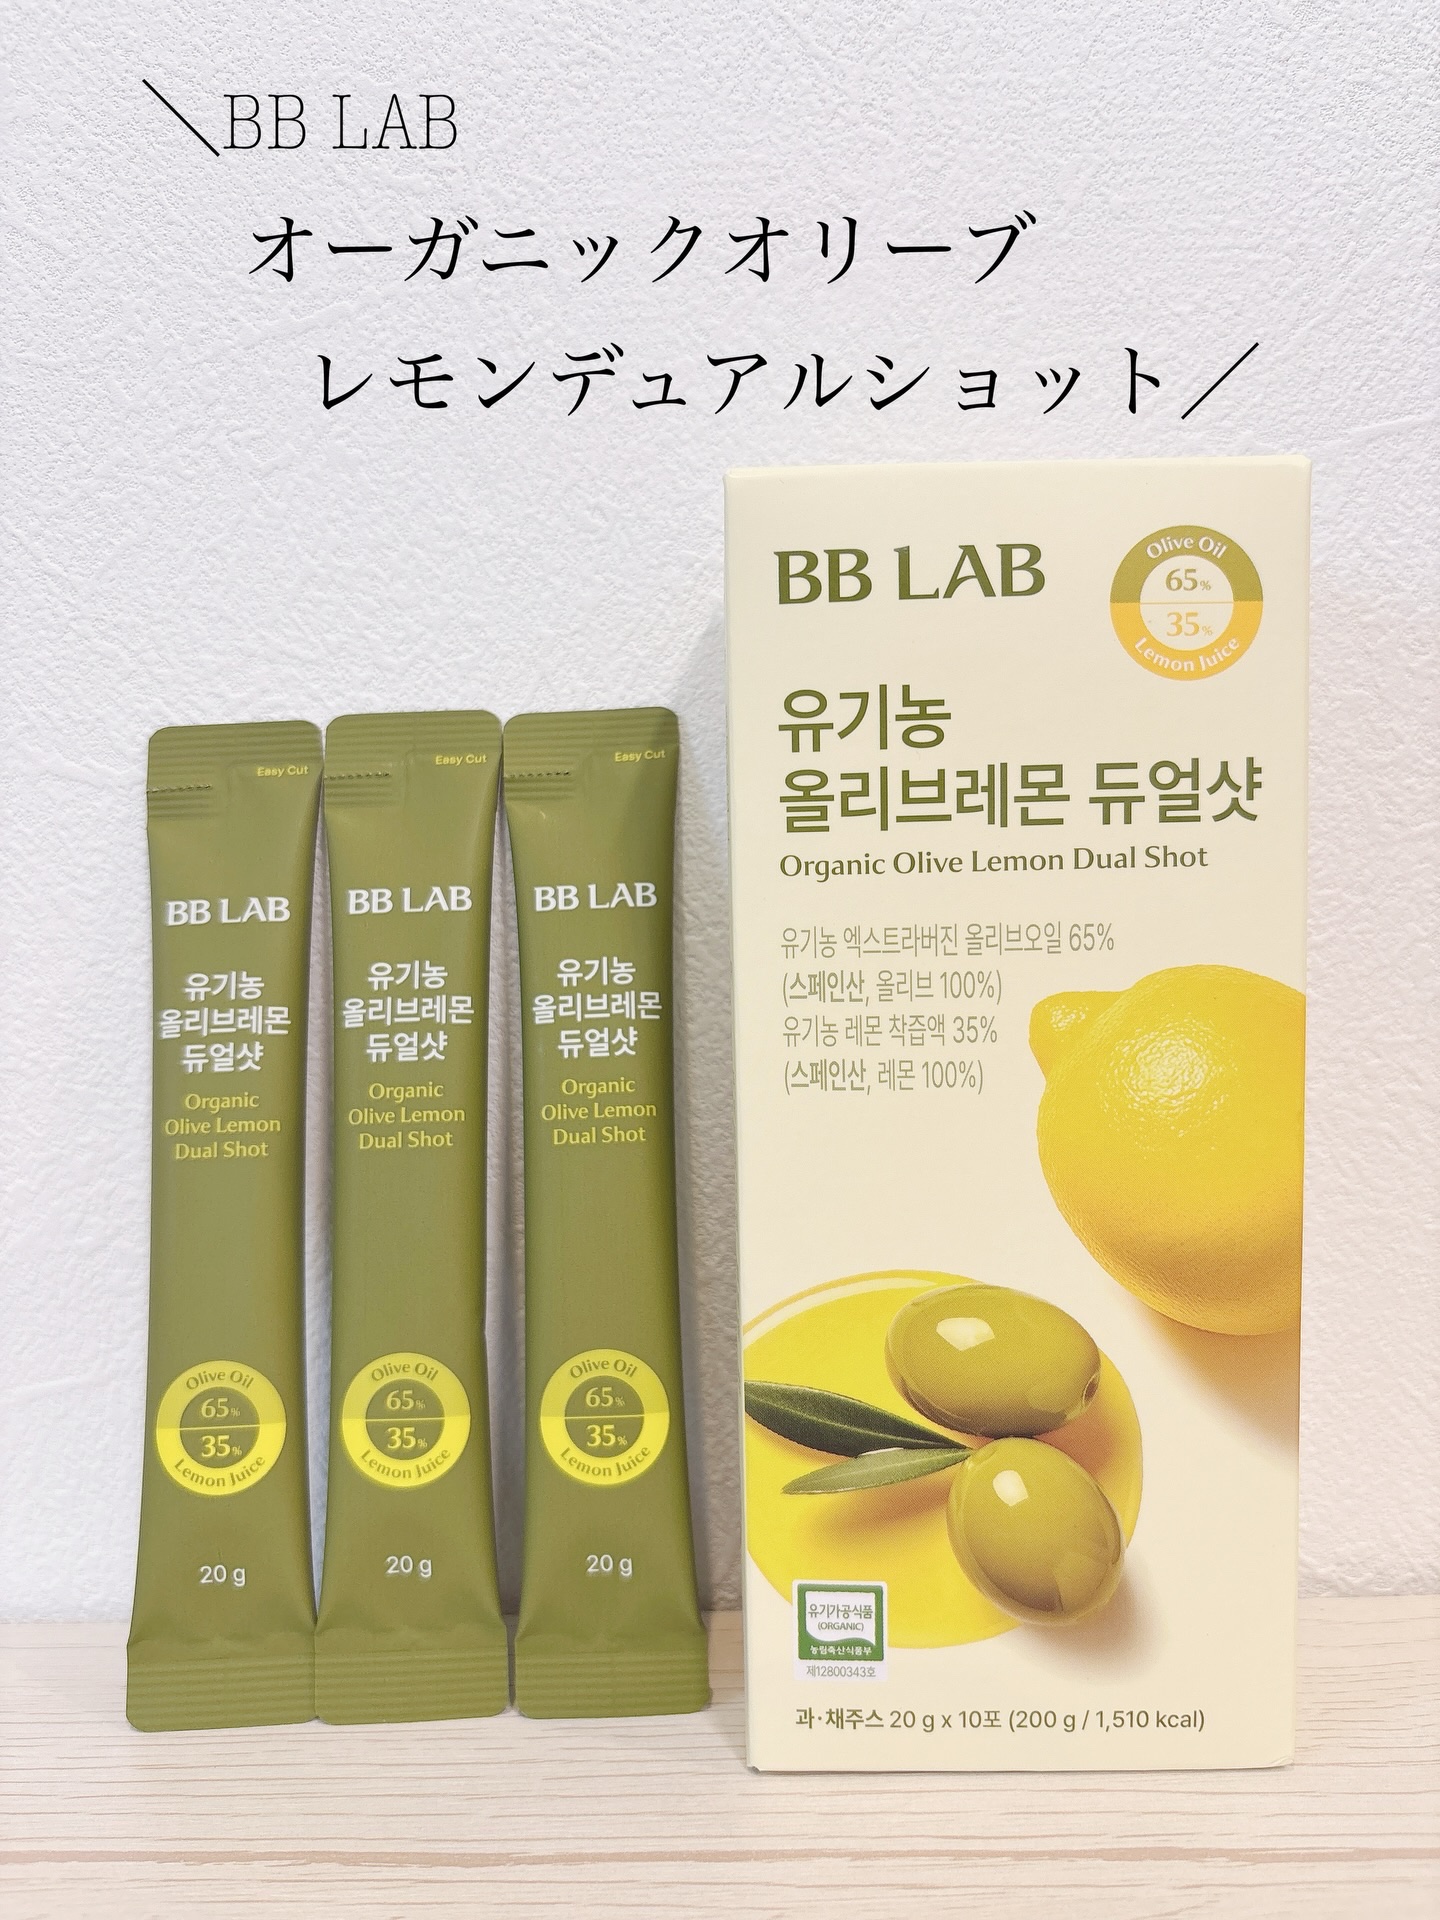 ＼BB LAB
オーガニックオリーブ
レモンデュアルショット／
BB LAB
Olive Oil
65%
35%
Lemon Juice
유기농
올리브레몬 듀얼샷
Organic Olive Lemon Dual Shot
유기농 엑스트라버진 올리브오일 65%
(스페인산, 올리브 100%)
유기농 레몬 착즙액 35%
(스페인산, 레몬 100%)
유기가공식품
(ORGANIC)
농림축산식품부
제12800343호
과·채주스 20 g x 10포 (200 g / 1,510 kcal)
Easy Cut
BB LAB
유기농
올리브레몬
듀얼샷
Organic
Olive Lemon
Dual Shot
Olive Oil
65%
35%
Lemon Juice
20 g
Easy Cut
BB LAB
유기농
올리브레몬
듀얼샷
Organic
Olive Lemon
Dual Shot
Olive Oil
65%
35%
Lemon Juice
20 g
Easy Cut
BB LAB
유기농
올리브레몬
듀얼샷
Organic
Olive Lemon
Dual Shot
Olive Oil
65%
35%
Lemon Juice
20 g